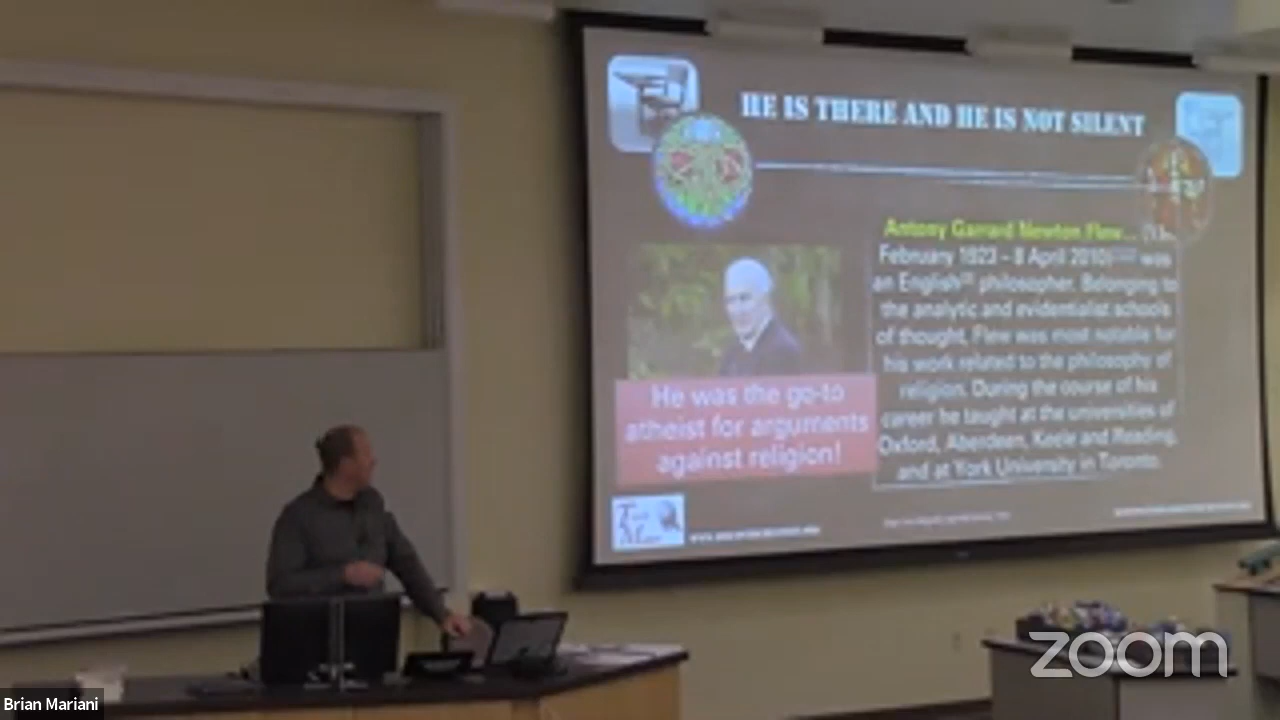 HE IS THERE AND HE IS NOT SILENT
Antony Garrard Newton Flew...
February 1923 – 8 April 2010) was
an English philosopher. Belonging to
the analytic and evidentialist schools
of thought, Flew was most notable for
his work related to the philosophy of
religion. During the course of his
career he taught at the universities of
Oxford, Aberdeen, Keele and Reading,
and at York University in Toronto.
He was the go-to
atheist for arguments
against religion!
zoom
Brian Mariani